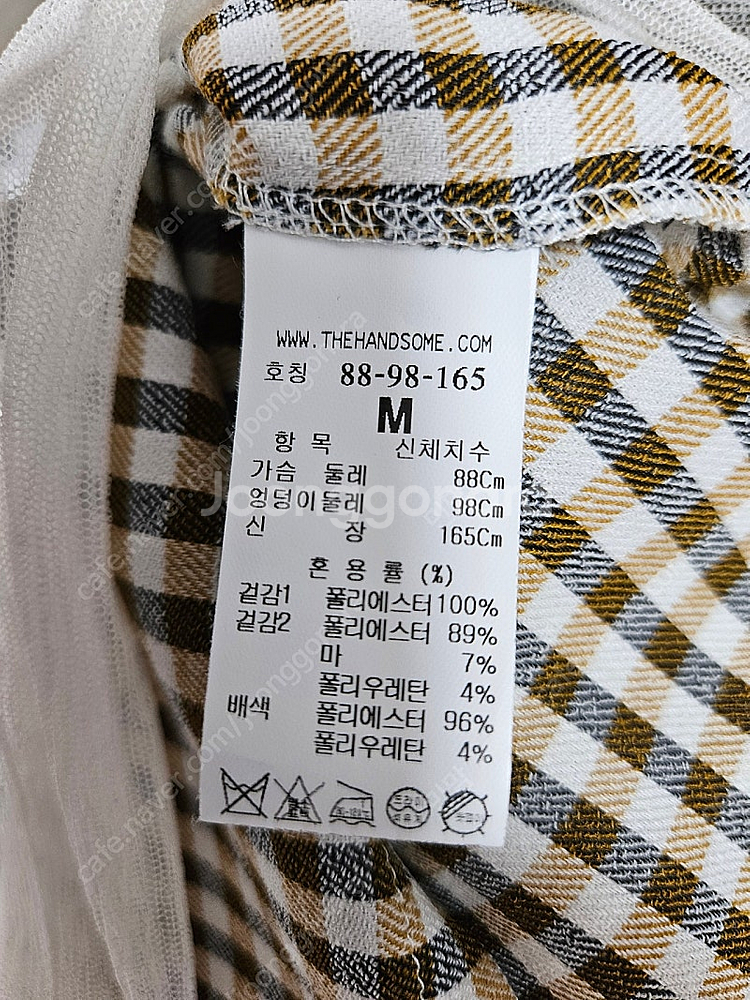 WWW.THEHANDSOME.COM
호칭 88-98-165
M
항 목 신체치수
가슴 둘레 88Cm
엉덩이둘레 98Cm
신 장 165Cm
혼 용 률 (%)
겉감1 폴리에스터 100%
겉감2 폴리에스터 89%
마 7%
폴리우레탄 4%
배색 폴리에스터 96%
폴리우레탄 4%